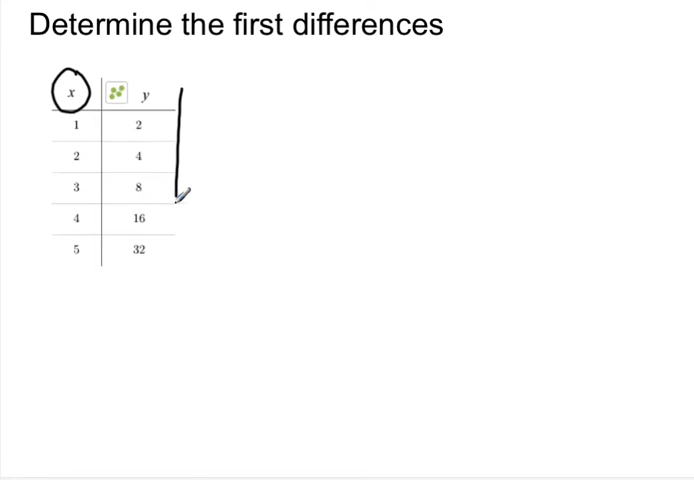 Determine the first differences
x y
1 2
2 4
3 8
4 16
5 32